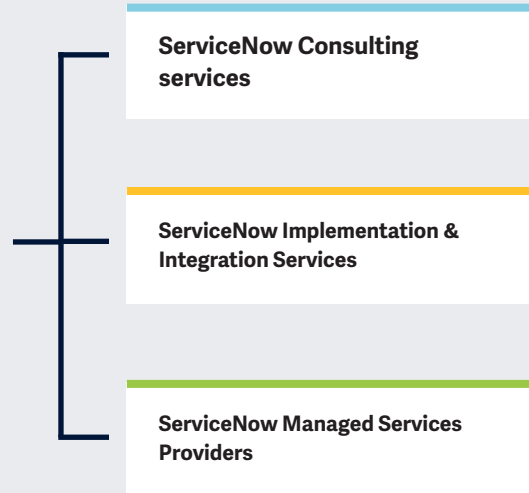 ServiceNow Consulting
services
ServiceNow Implementation &
Integration Services
ServiceNow Managed Services
Providers